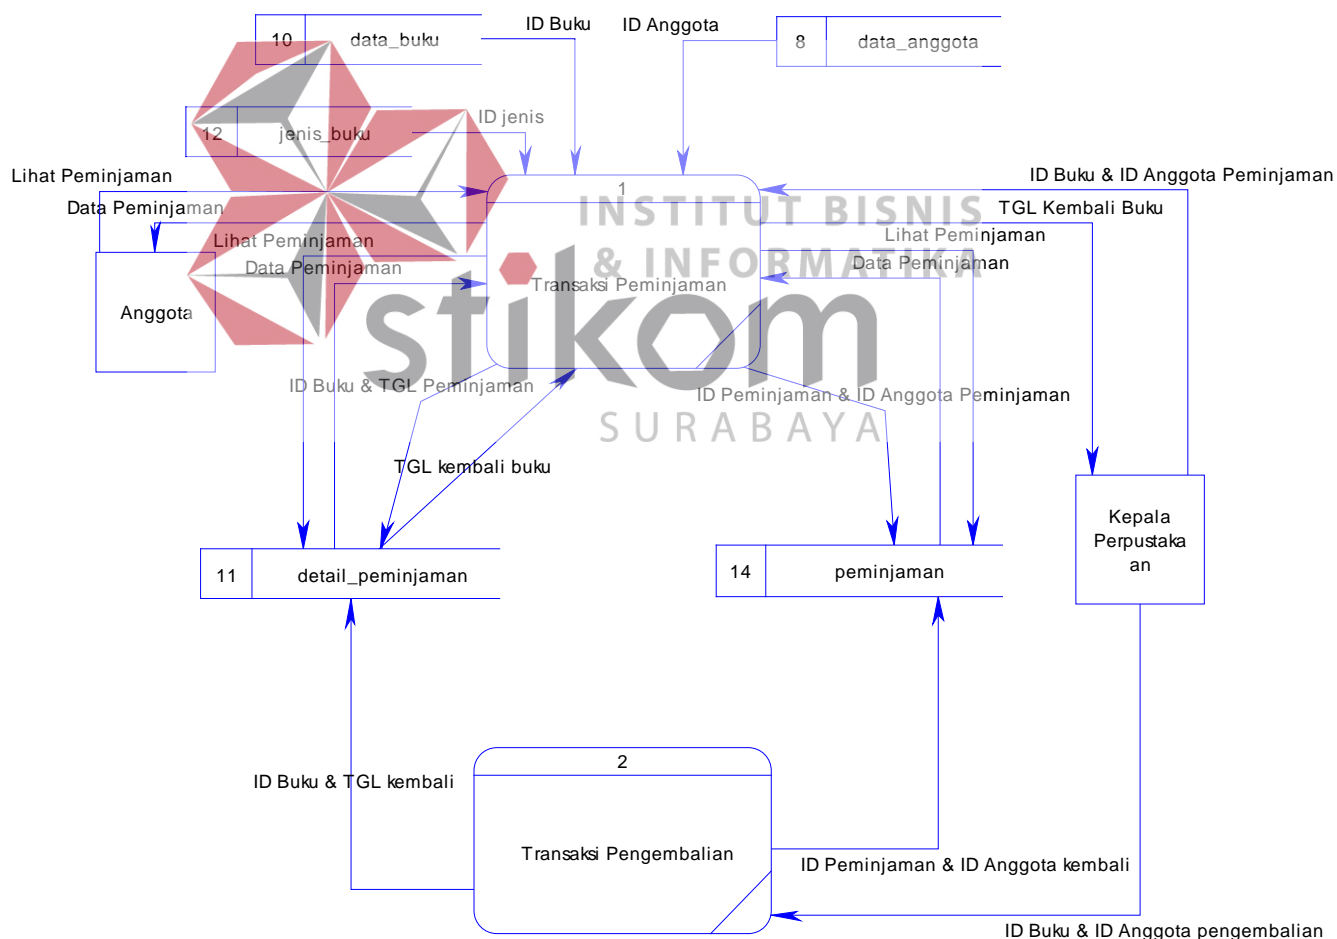 ID Buku
ID Anggota
10 data_buku
8 data_anggota
ID jenis
12 jenis_buku
Lihat Peminjaman
ID Buku & ID Anggota Peminjaman
1
Data Peminjaman
TGL Kembali Buku
INSTITUT BISNIS
& INFORMATIKA
Lihat Peminjaman
Lihat Peminjaman
Data Peminjaman
Data Peminjaman
Transaksi Peminjaman
Anggota
stikom
SURABAYA
ID Buku & TGL Peminjaman
ID Peminjaman & ID Anggota Peminjaman
TGL kembali buku
Kepala
Perpustaka
an
11 detail_peminjaman
14 peminjaman
2
ID Buku & TGL kembali
Transaksi Pengembalian
ID Peminjaman & ID Anggota kembali
ID Buku & ID Anggota pengembalian